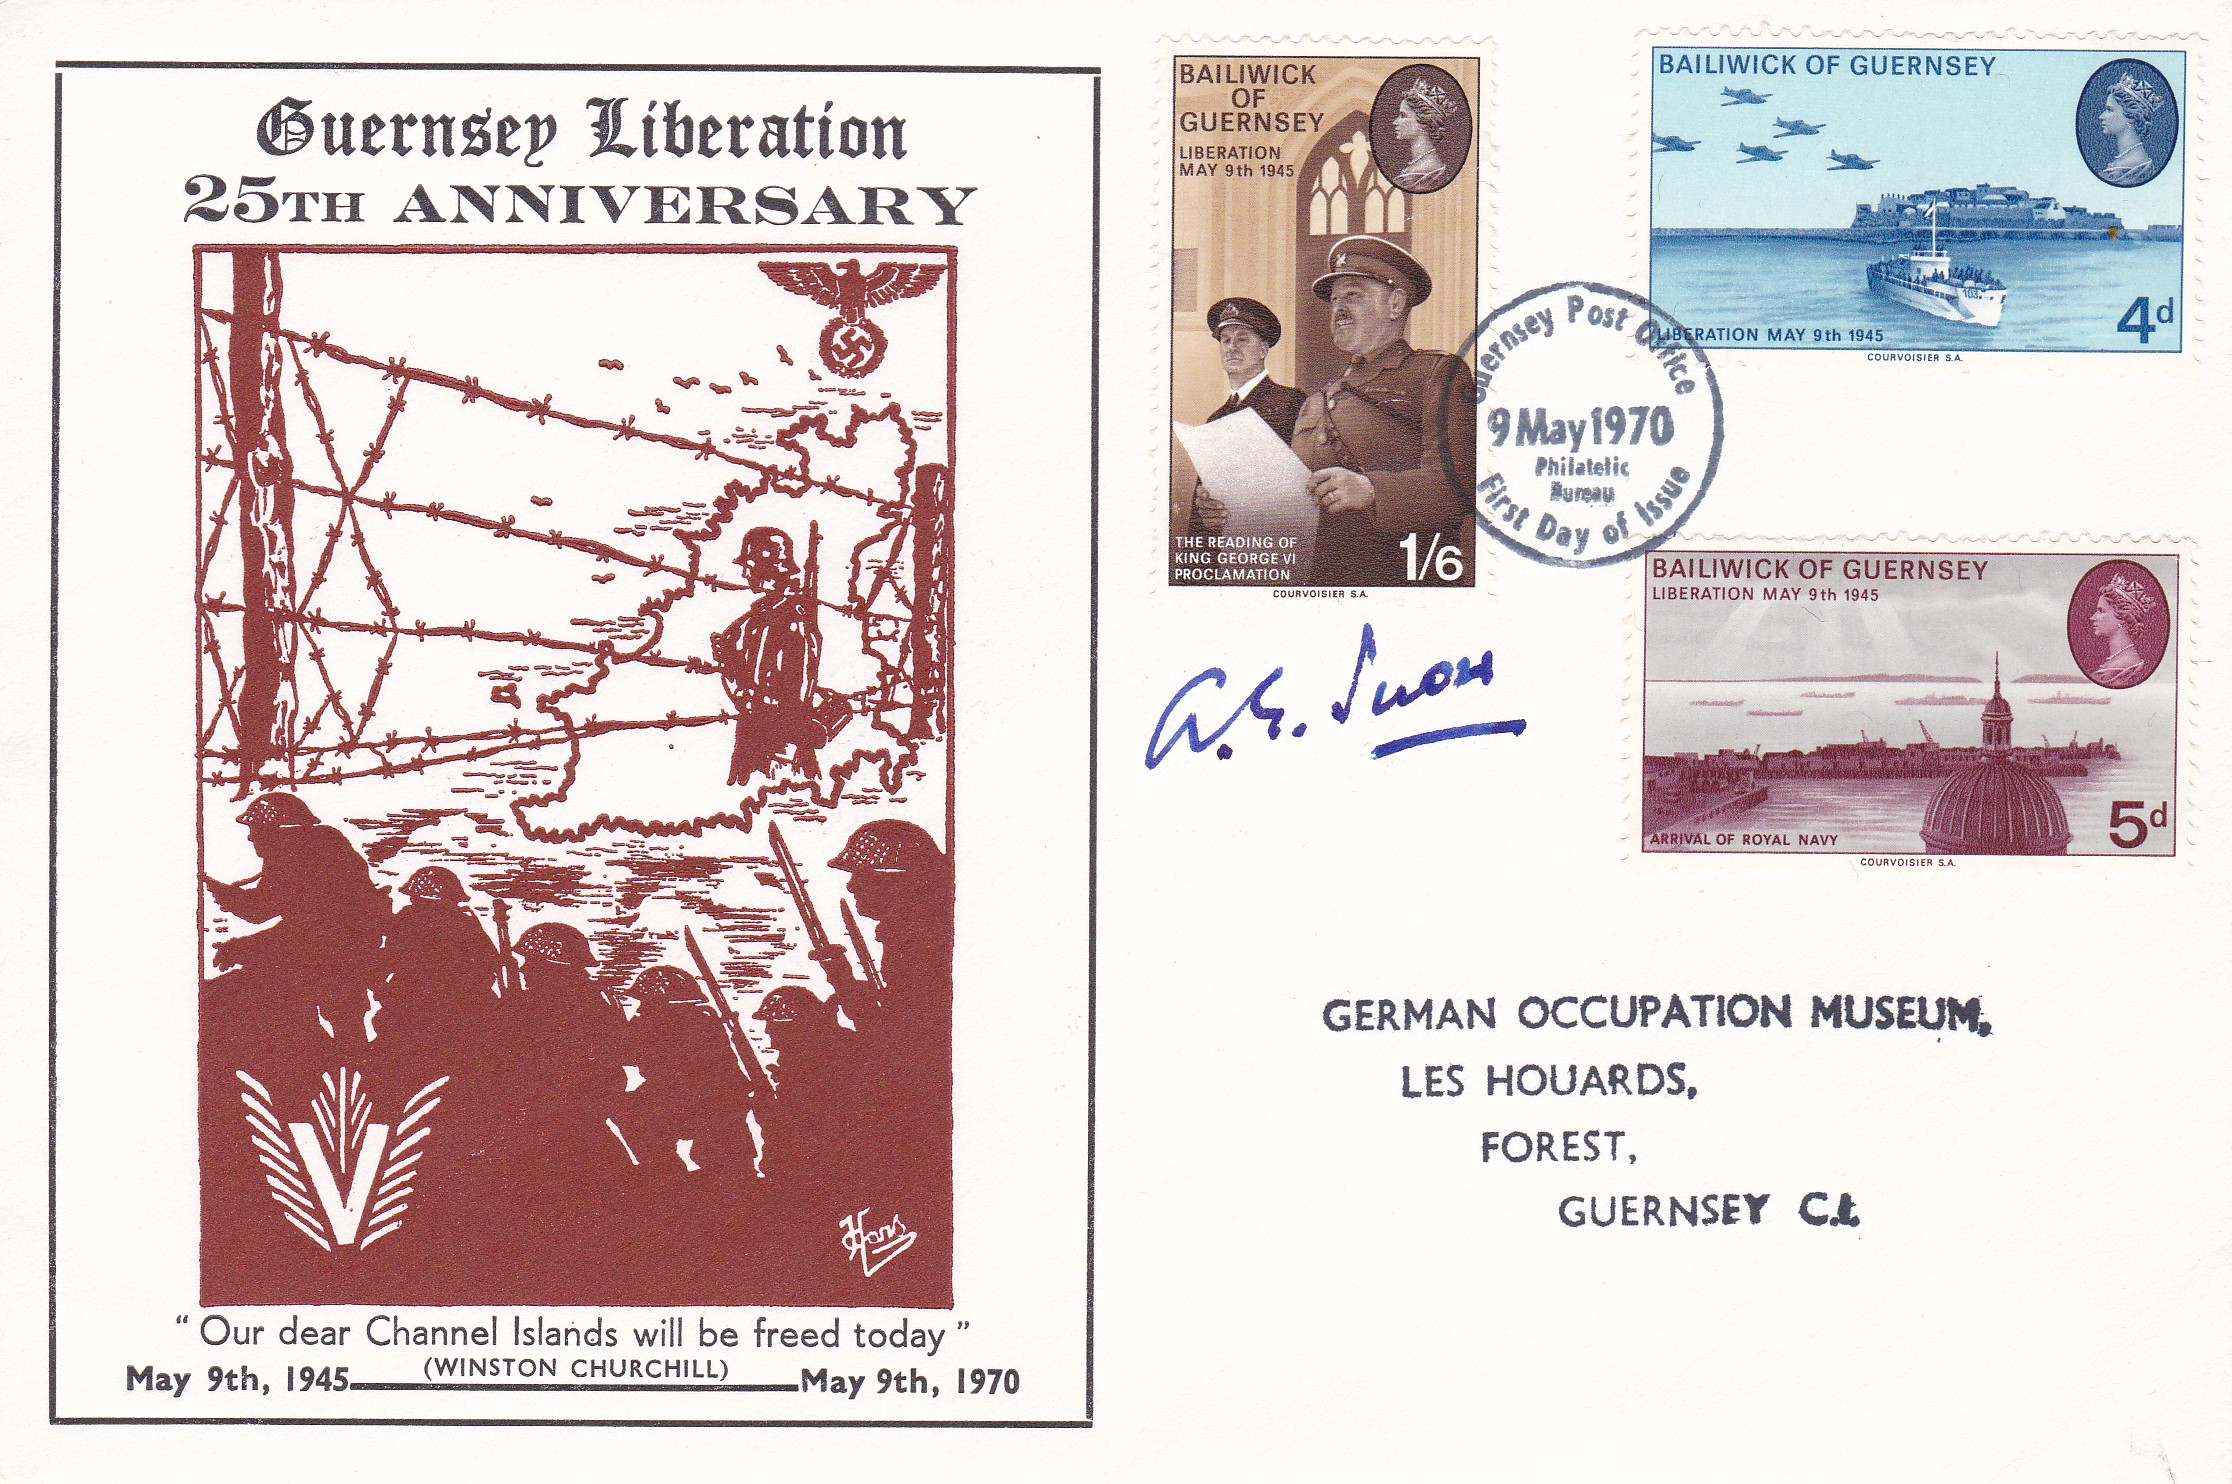 Guernsey Liberation
25TH ANNIVERSARY
Hans
"Our dear Channel Islands will be freed today"
(WINSTON CHURCHILL)
May 9th, 1945 May 9th, 1970
BAILIWICK
OF
GUERNSEY
LIBERATION
MAY 9th 1945
THE READING OF
KING GEORGE VI
PROCLAMATION
1/6
COURVOISIER S.A.
BAILIWICK OF GUERNSEY
103
LIBERATION MAY 9th 1945
4d
COURVOISIER S.A.
Guernsey Post Office
9 May 1970
Philatelic
Bureau
First Day of Issue
BAILIWICK OF GUERNSEY
LIBERATION MAY 9th 1945
ARRIVAL OF ROYAL NAVY
5d
COURVOISIER S.A.
A. E. Snow
GERMAN OCCUPATION MUSEUM,
LES HOUARDS,
FOREST,
GUERNSEY C.I.